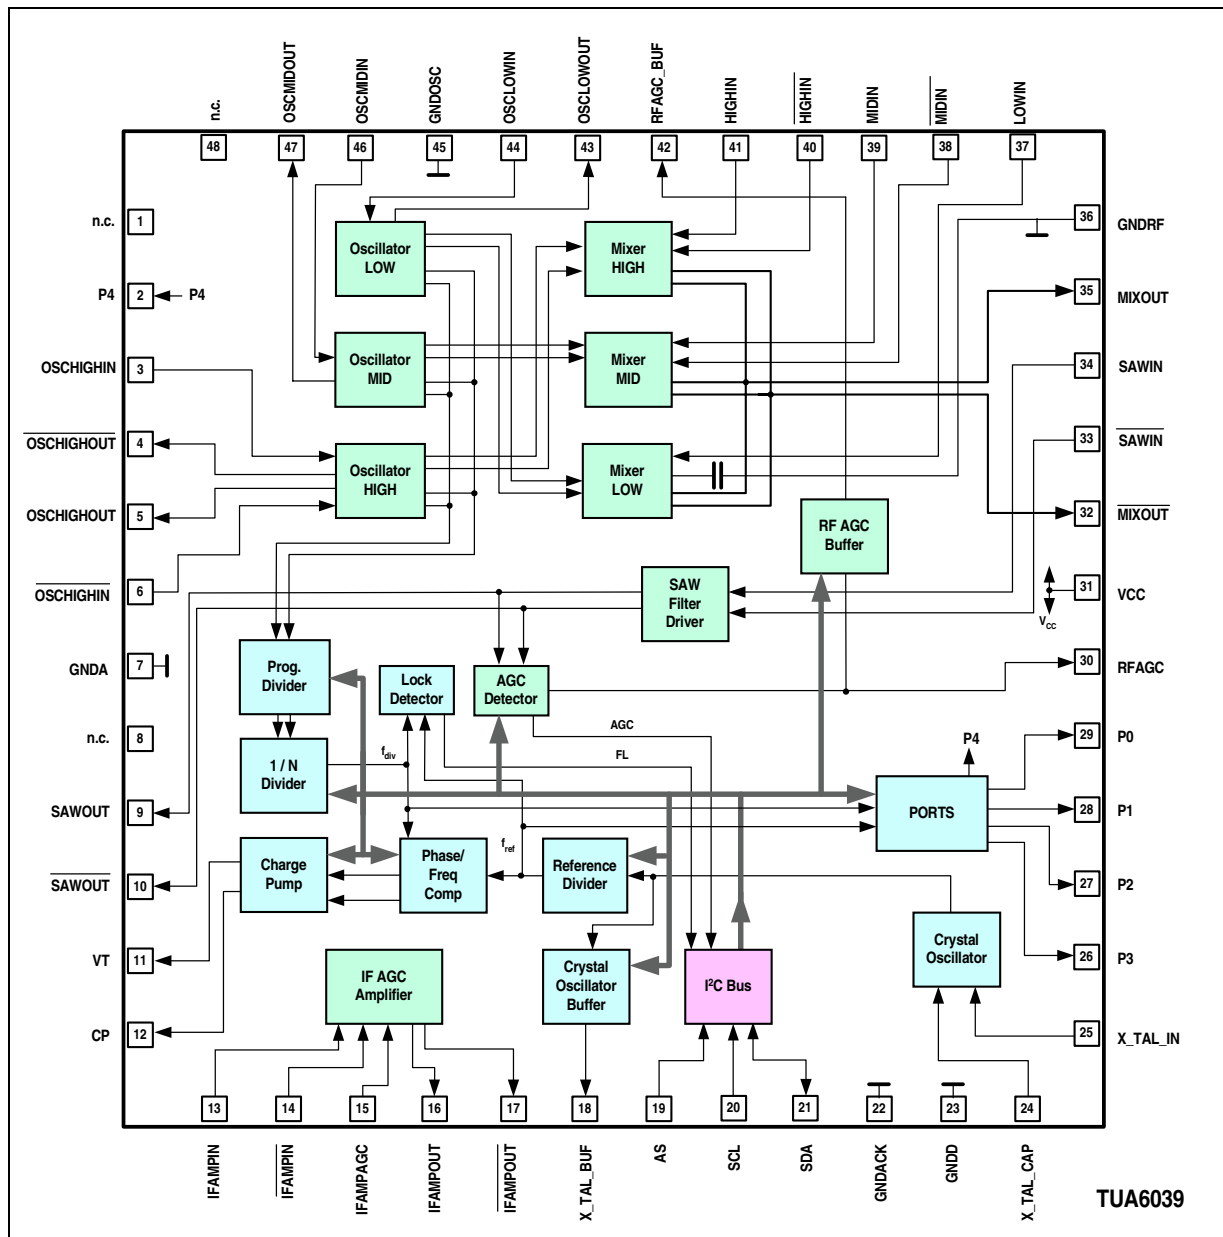 n.c.
OSCMIDOUT
OSCMIDIN
GNDOSC
OSCLOWIN
OSCLOWOUT
RFAGC_BUF
HIGHIN
HIGHIN
MIDIN
MIDIN
LOWIN
48
47
46
45
44
43
42
41
40
39
38
37
n.c.
1
P4
2
P4
OSCHIGHIN
3
OSCHIGHOUT
4
OSCHIGHOUT
5
OSCHIGHIN
6
GNDA
7
n.c.
8
SAWOUT
9
SAWOUT
10
VT
11
CP
12
36
GNDRF
35
MIXOUT
34
SAWIN
33
SAWIN
32
MIXOUT
31
VCC
V_CC
30
RFAGC
29
P0
28
P1
27
P2
26
P3
25
X_TAL_IN
Oscillator
LOW
Mixer
HIGH
Oscillator
MID
Mixer
MID
Oscillator
HIGH
Mixer
LOW
RF AGC
Buffer
SAW
Filter
Driver
Prog.
Divider
Lock
Detector
AGC
Detector
AGC
FL
f_div
P4
1 / N
Divider
PORTS
f_ref
Charge
Pump
Phase/
Freq
Comp
Reference
Divider
Crystal
Oscillator
IF AGC
Amplifier
Crystal
Oscillator
Buffer
I²C Bus
13
14
15
16
17
18
19
20
21
22
23
24
IFAMPIN
IFAMPIN
IFAMPAGC
IFAMPOUT
IFAMPOUT
X_TAL_BUF
AS
SCL
SDA
GNDACK
GNDD
X_TAL_CAP
TUA6039